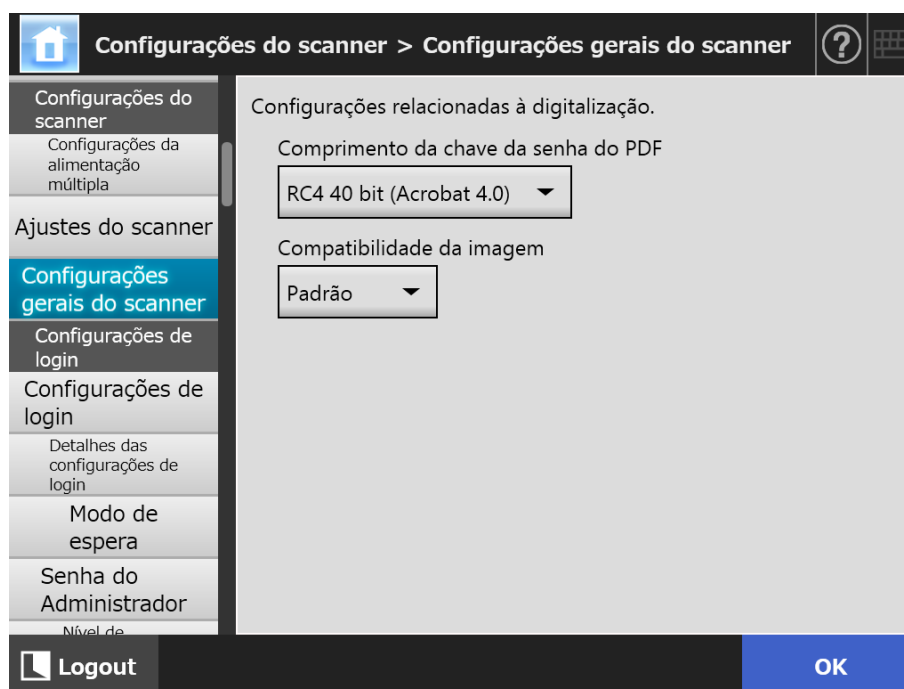 Configurações do scanner > Configurações gerais do scanner
?
Configurações do
scanner
Configurações da
alimentação
múltipla
Ajustes do scanner
Configurações
gerais do scanner
Configurações de
login
Configurações de
login
Detalhes das
configurações de
login
Modo de
espera
Senha do
Administrador
Nível de
Configurações relacionadas à digitalização.
Comprimento da chave da senha do PDF
RC4 40 bit (Acrobat 4.0)
Compatibilidade da imagem
Padrão
Logout
OK